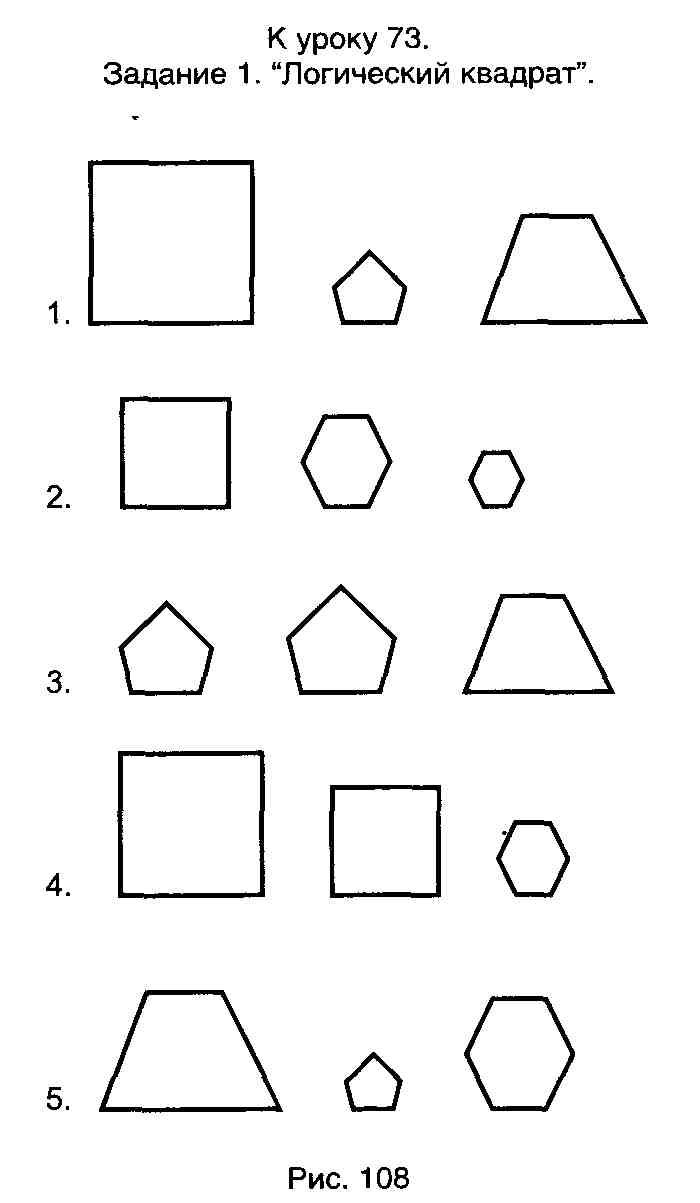 К уроку 73.
Задание 1. “Логический квадрат”.
1.
2.
3.
4.
5.
Рис. 108